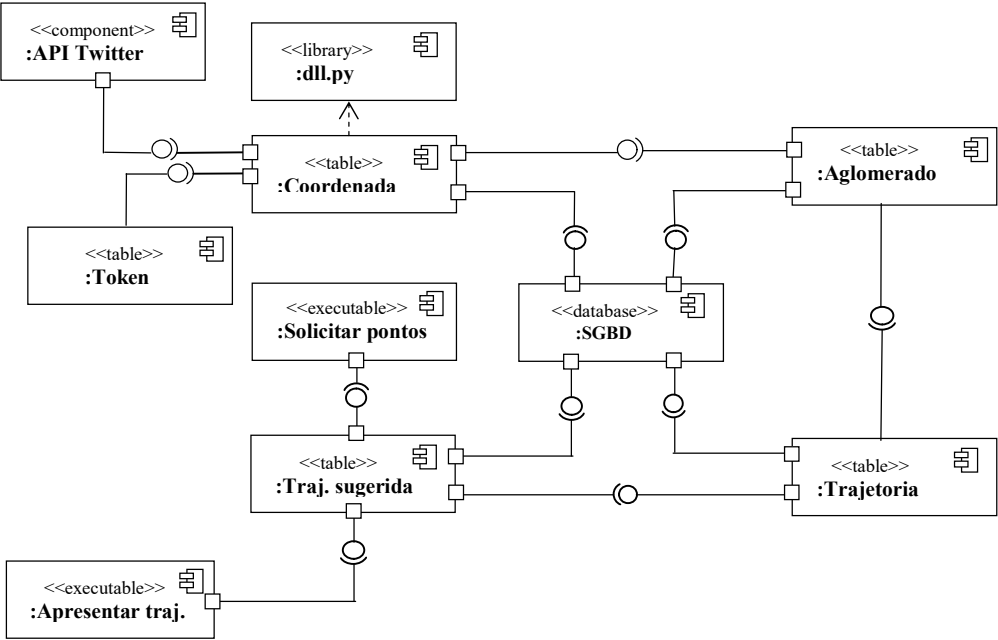 <<component>>
:API Twitter
<<library>>
:dll.py
<<table>>
:Coordenada
<<table>>
:Aglomerado
<<table>>
:Token
<<executable>>
:Solicitar pontos
<<database>>
:SGBD
<<table>>
:Traj. sugerida
<<table>>
:Trajetoria
<<executable>>
:Apresentar traj.